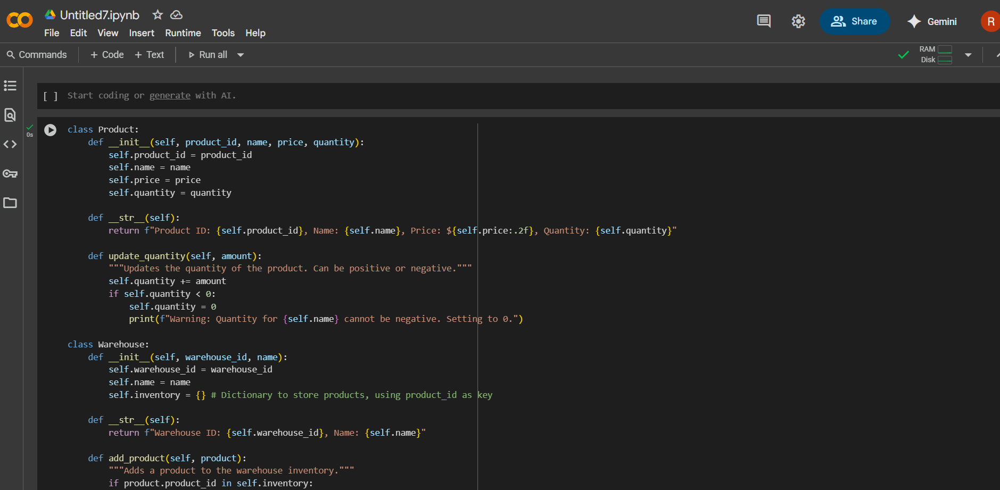 Untitled7.ipynb
File Edit View Insert Runtime Tools Help
Share
Gemini
R
Commands + Code + Text Run all
RAM
Disk
[ ] Start coding or generate with AI.
0s
class Product:
    def __init__(self, product_id, name, price, quantity):
        self.product_id = product_id
        self.name = name
        self.price = price
        self.quantity = quantity
    def __str__(self):
        return f"Product ID: {self.product_id}, Name: {self.name}, Price: ${self.price:.2f}, Quantity: {self.quantity}"
    def update_quantity(self, amount):
        """Updates the quantity of the product. Can be positive or negative."""
        self.quantity += amount
        if self.quantity < 0:
            self.quantity = 0
            print(f"Warning: Quantity for {self.name} cannot be negative. Setting to 0.")
class Warehouse:
    def __init__(self, warehouse_id, name):
        self.warehouse_id = warehouse_id
        self.name = name
        self.inventory = {} # Dictionary to store products, using product_id as key
    def __str__(self):
        return f"Warehouse ID: {self.warehouse_id}, Name: {self.name}"
    def add_product(self, product):
        """Adds a product to the warehouse inventory."""
        if product.product_id in self.inventory: